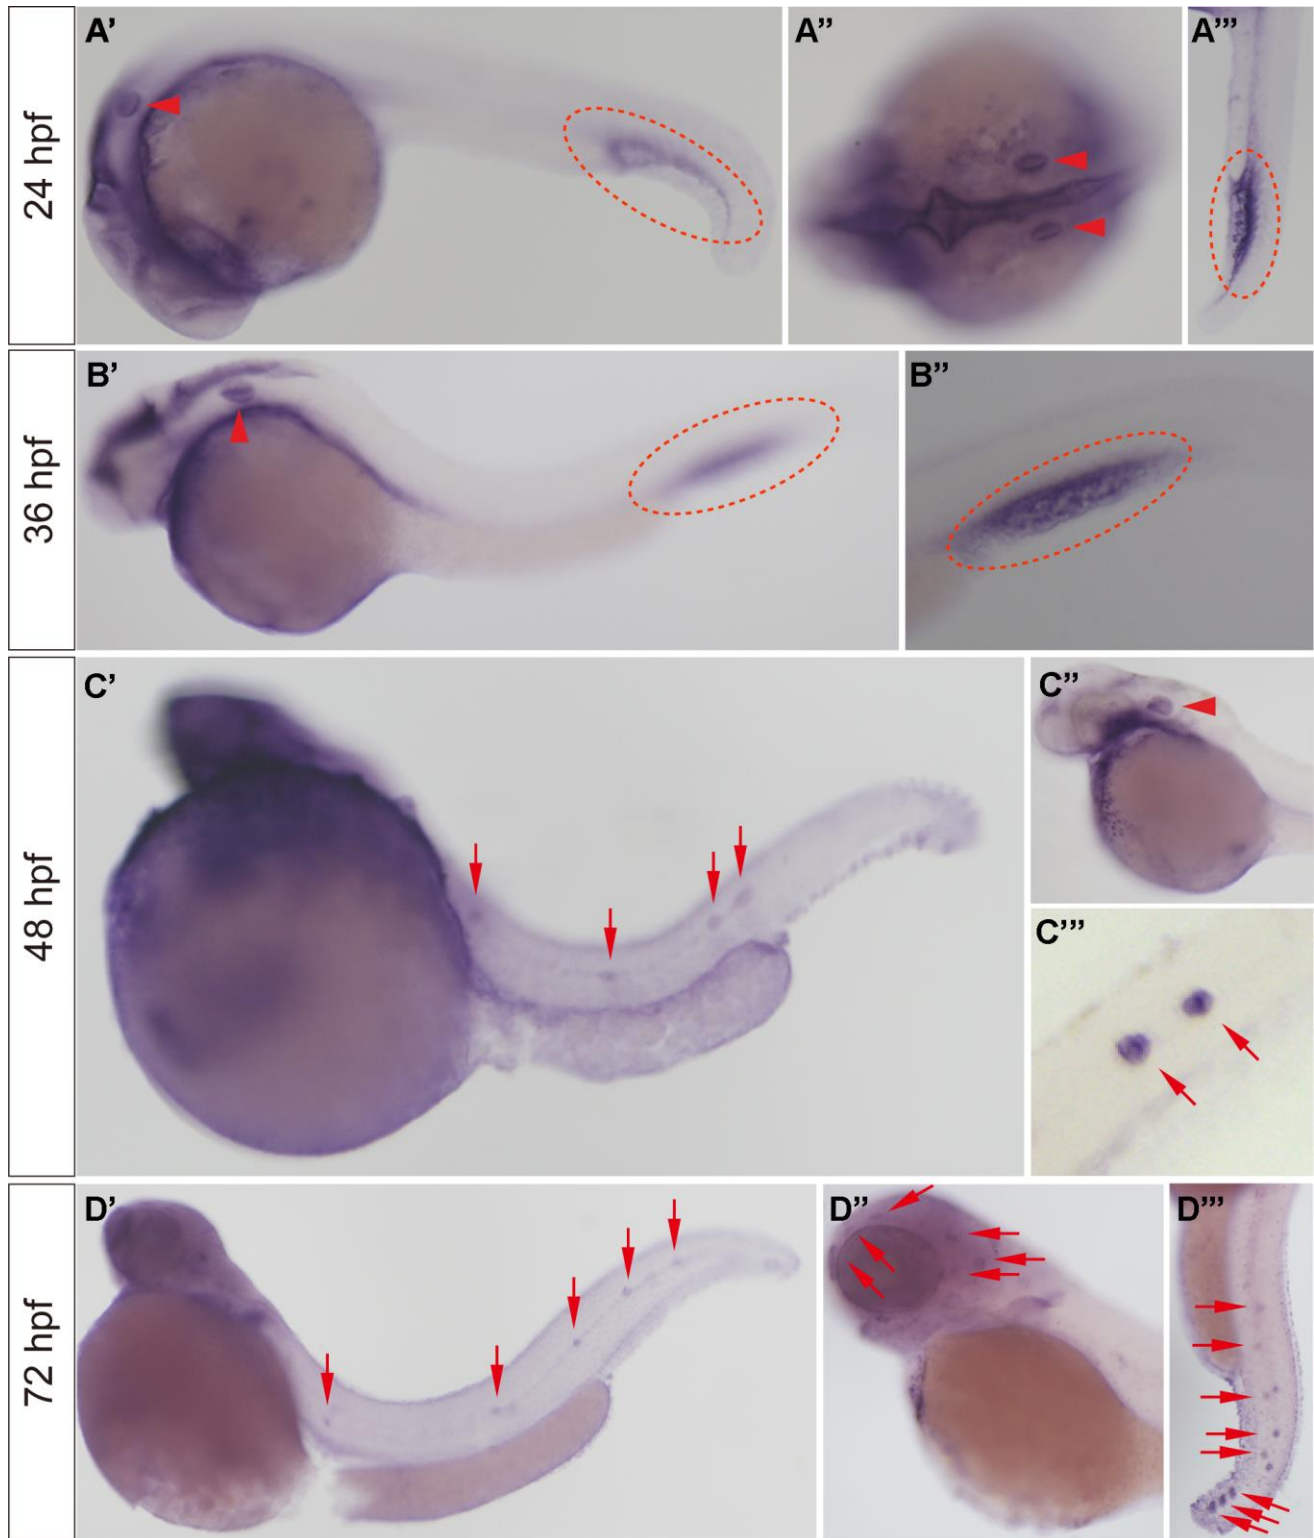 24 hpf
A’
A’’
A’’’
36 hpf
B’
B’’
48 hpf
C’
C’’
C’’’
72 hpf
D’
D’’
D’’’